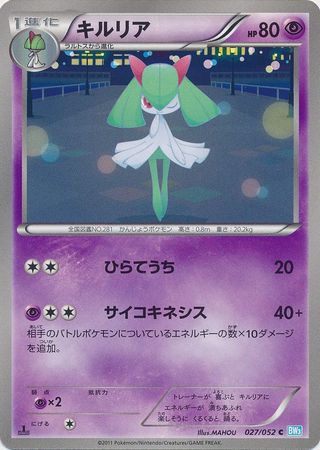 1進化
キルリア
HP80
ラルトスから進化
全国図鑑NO.281 かんじょうポケモン 高さ：0.8m 重さ：20.2kg
ひらてうち 20
サイコキネシス 40+
相手のバトルポケモンについているエネルギーの数×10ダメージ
を追加。
弱点 抵抗力
×2
にげる
トレーナーが 喜ぶと キルリアに
エネルギーが 満ちあふれ
楽しそうに くるくると 踊る。
Illus.MAHOU 027/052 C BW5
©2011 Pokémon/Nintendo/Creatures/GAME FREAK.